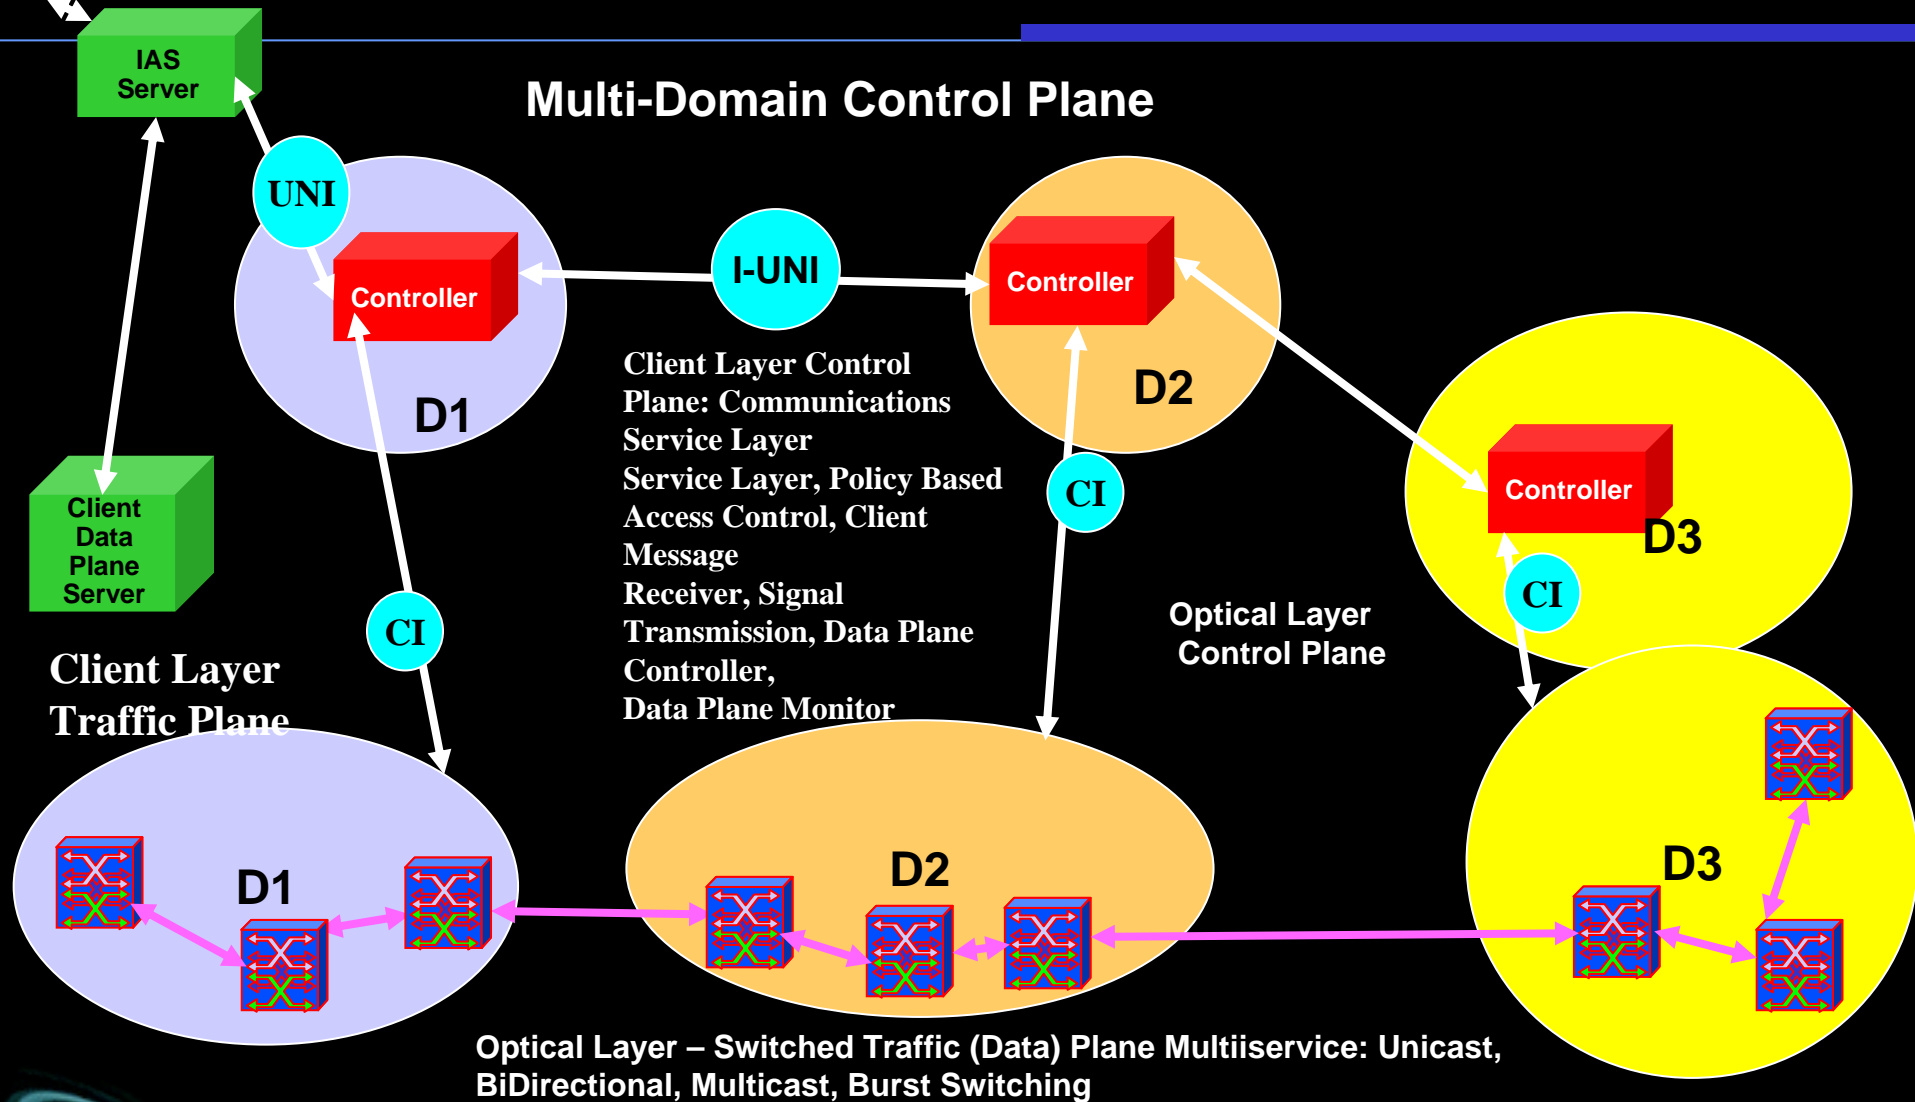 IAS
Server
Multi-Domain Control Plane
UNI
I-UNI
Controller
Controller
D1
D2
Client Layer Control
Plane: Communications
Service Layer
Service Layer, Policy Based
Access Control, Client
Message
Receiver, Signal
Transmission, Data Plane
Controller,
Data Plane Monitor
Controller
D3
CI
CI
CI
Client
Data
Plane
Server
Optical Layer
Control Plane
Client Layer
Traffic Plane
D1
D2
D3
Optical Layer – Switched Traffic (Data) Plane Multiiservice: Unicast,
BiDirectional, Multicast, Burst Switching